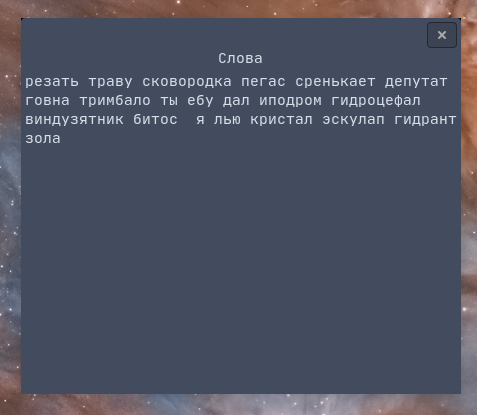 Слова
резать траву сковородка пегас сренькает депутат
говна тримбало ты ебу дал иподром гидроцефал
виндузятник битос  я лью кристал эскулап гидрант
зола